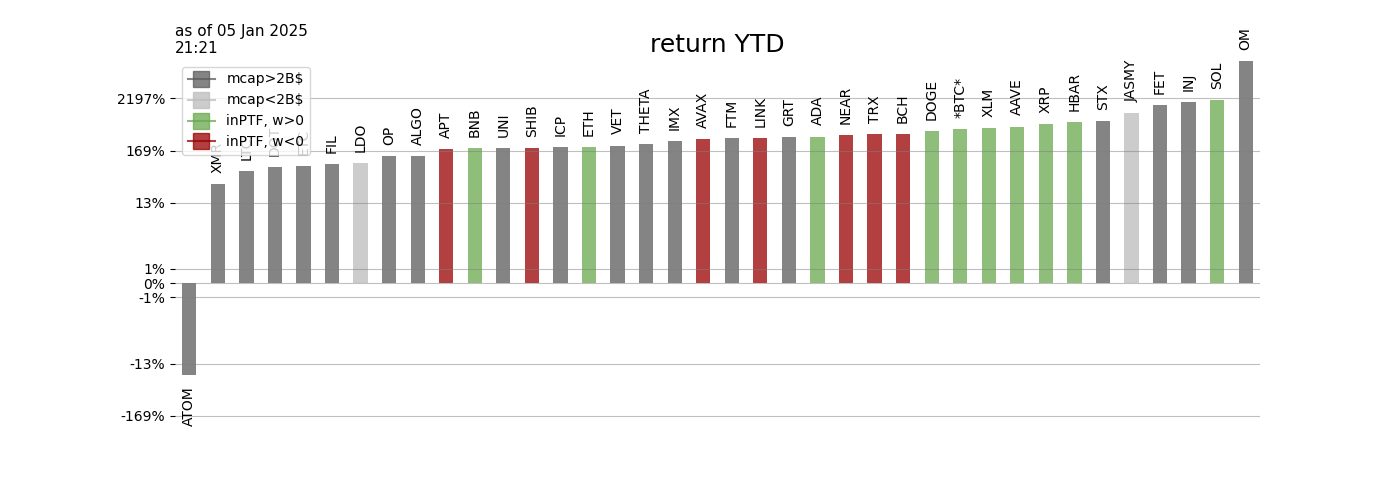 as of 05 Jan 2025
21:21
return YTD
mcap>2B$
mcap<2B$
inPTF, w>0
inPTF, w<0
2197%
169%
13%
1%
0%
-1%
-13%
-169%
ATOM
XMR
FIL
LDO
OP
ALGO
APT
BNB
UNI
SHIB
ICP
ETH
VET
THETA
IMX
AVAX
FTM
LINK
GRT
ADA
NEAR
TRX
BCH
DOGE
*BTC*
XLM
AAVE
XRP
HBAR
STX
JASMY
FET
INJ
SOL
OM